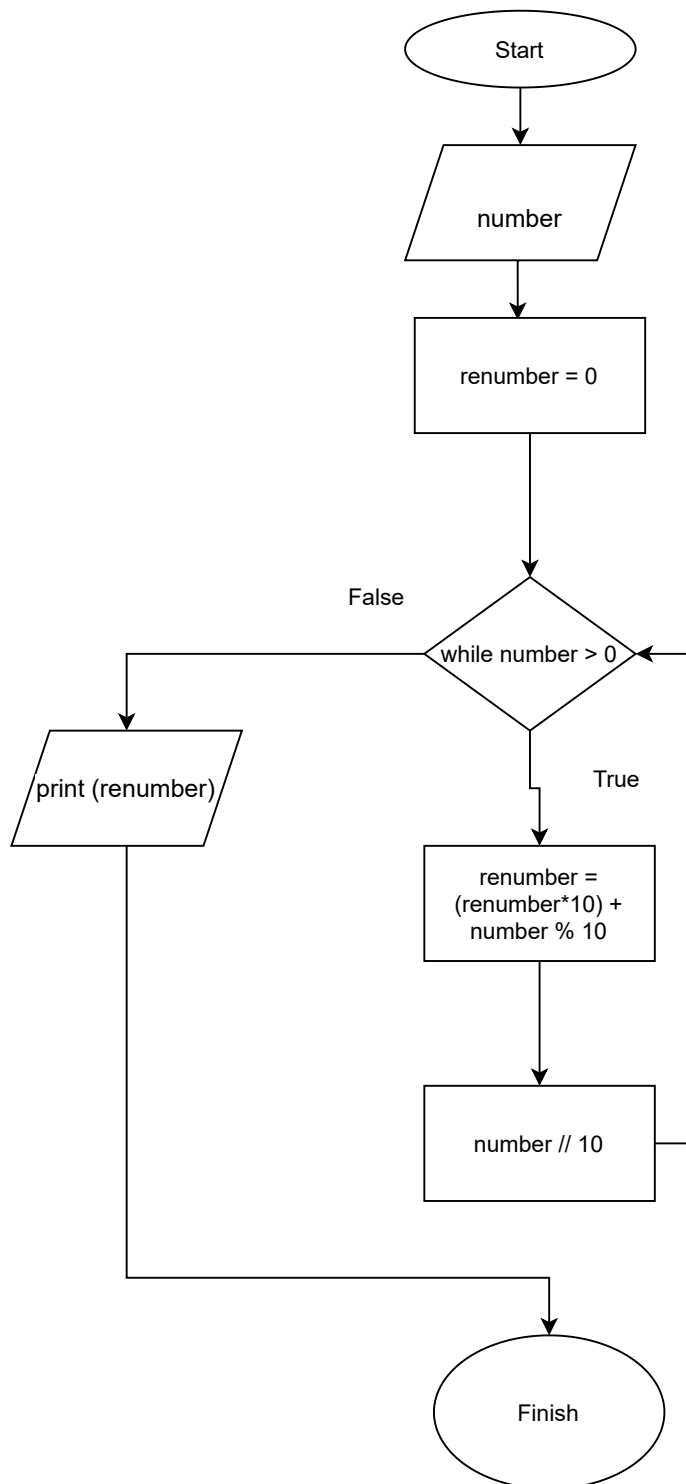 Start
number
renumber = 0
False
while number > 0
True
print (renumber)
renumber =
(renumber*10) +
number % 10
number // 10
Finish